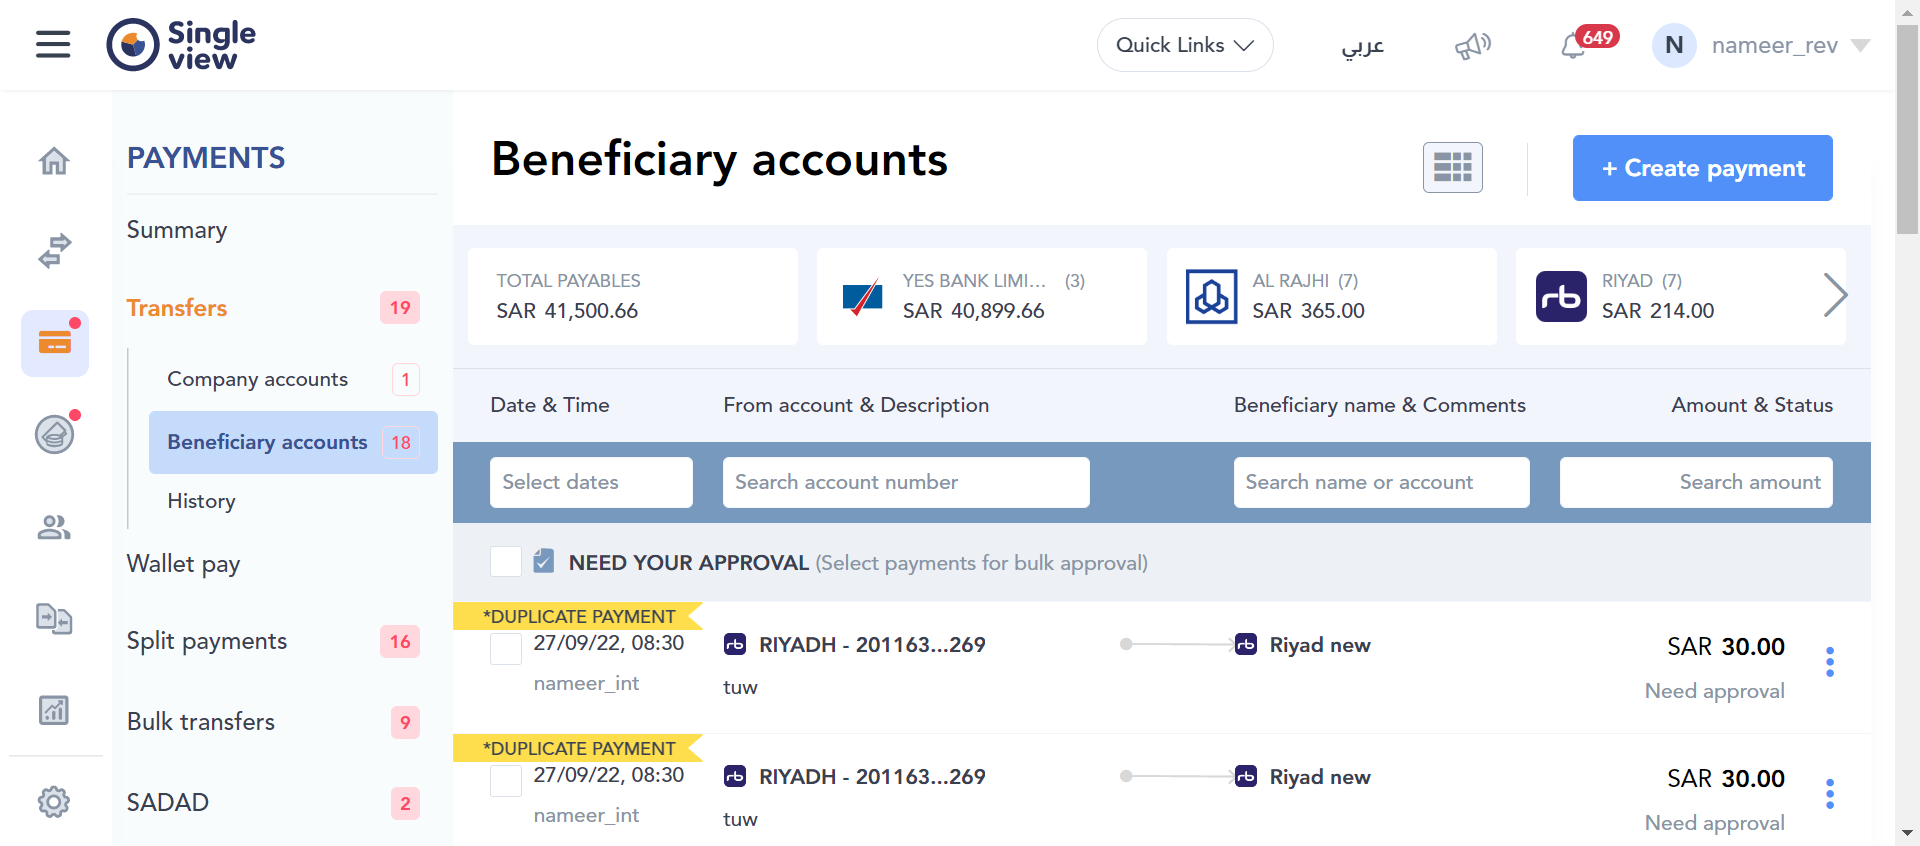 Single
view
Quick Links
عربي
649
N
nameer_rev
PAYMENTS
Summary
Transfers 19
Company accounts 1
Beneficiary accounts 18
History
Wallet pay
Split payments 16
Bulk transfers 9
SADAD 2
Beneficiary accounts
+ Create payment
TOTAL PAYABLES
SAR 41,500.66
YES BANK LIMI... (3)
SAR 40,899.66
AL RAJHI (7)
SAR 365.00
rb
RIYAD (7)
SAR 214.00
Date & Time From account & Description Beneficiary name & Comments Amount & Status
Select dates Search account number Search name or account Search amount
NEED YOUR APPROVAL (Select payments for bulk approval)
*DUPLICATE PAYMENT
27/09/22, 08:30 rb RIYADH - 201163...269 rb Riyad new SAR 30.00
nameer_int tuw Need approval
*DUPLICATE PAYMENT
27/09/22, 08:30 rb RIYADH - 201163...269 rb Riyad new SAR 30.00
nameer_int tuw Need approval